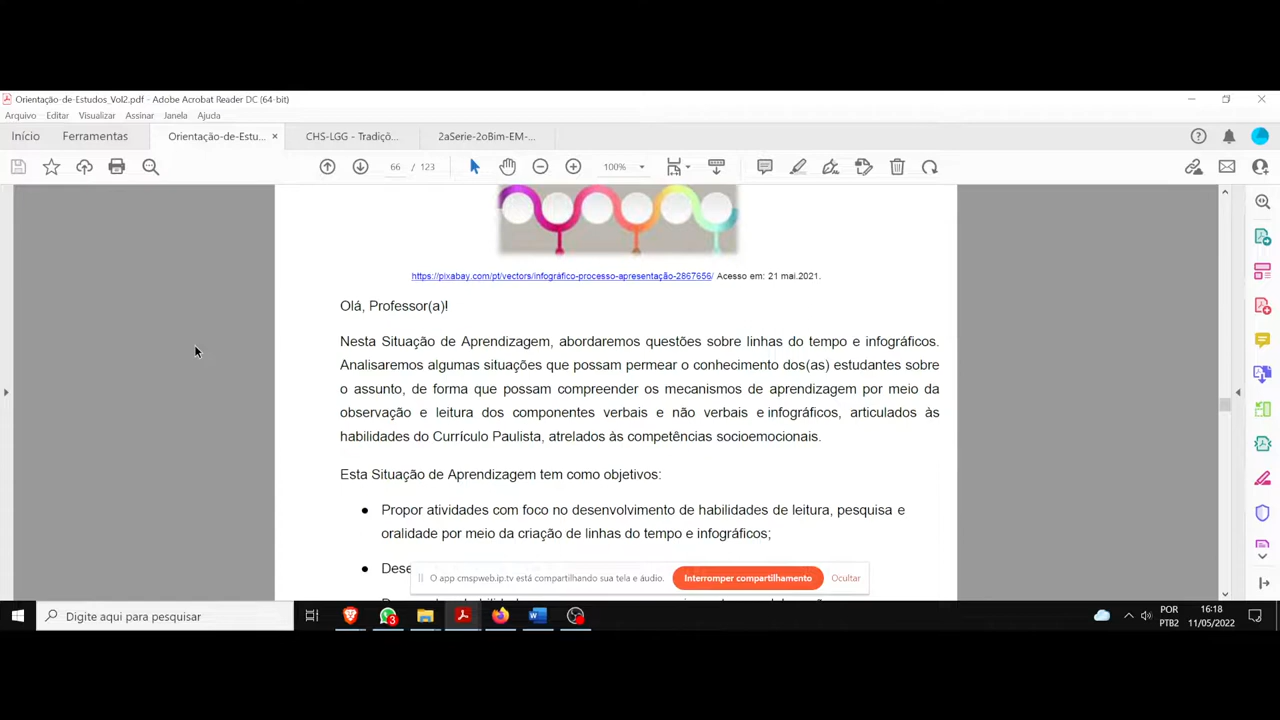 Orientação-de-Estudos_Vol2.pdf - Adobe Acrobat Reader DC (64-bit)
Arquivo Editar Visualizar Assinar Janela Ajuda
Início Ferramentas Orientação-de-Estu... × CHS-LGG - Tradiçõ... 2aSerie-2oBim-EM-...
66 / 123 100%
https://pixabay.com/pt/vectors/infográfico-processo-apresentação-2867656/ Acesso em: 21 mai.2021.
Olá, Professor(a)!
Nesta Situação de Aprendizagem, abordaremos questões sobre linhas do tempo e infográficos.
Analisaremos algumas situações que possam permear o conhecimento dos(as) estudantes sobre
o assunto, de forma que possam compreender os mecanismos de aprendizagem por meio da
observação e leitura dos componentes verbais e não verbais e infográficos, articulados às
habilidades do Currículo Paulista, atrelados às competências socioemocionais.
Esta Situação de Aprendizagem tem como objetivos:
● Propor atividades com foco no desenvolvimento de habilidades de leitura, pesquisa e
oralidade por meio da criação de linhas do tempo e infográficos;
● Dese
O app cmspweb.ip.tv está compartilhando sua tela e áudio. Interromper compartilhamento Ocultar
Digite aqui para pesquisar
3
POR 16:18
PTB2 11/05/2022